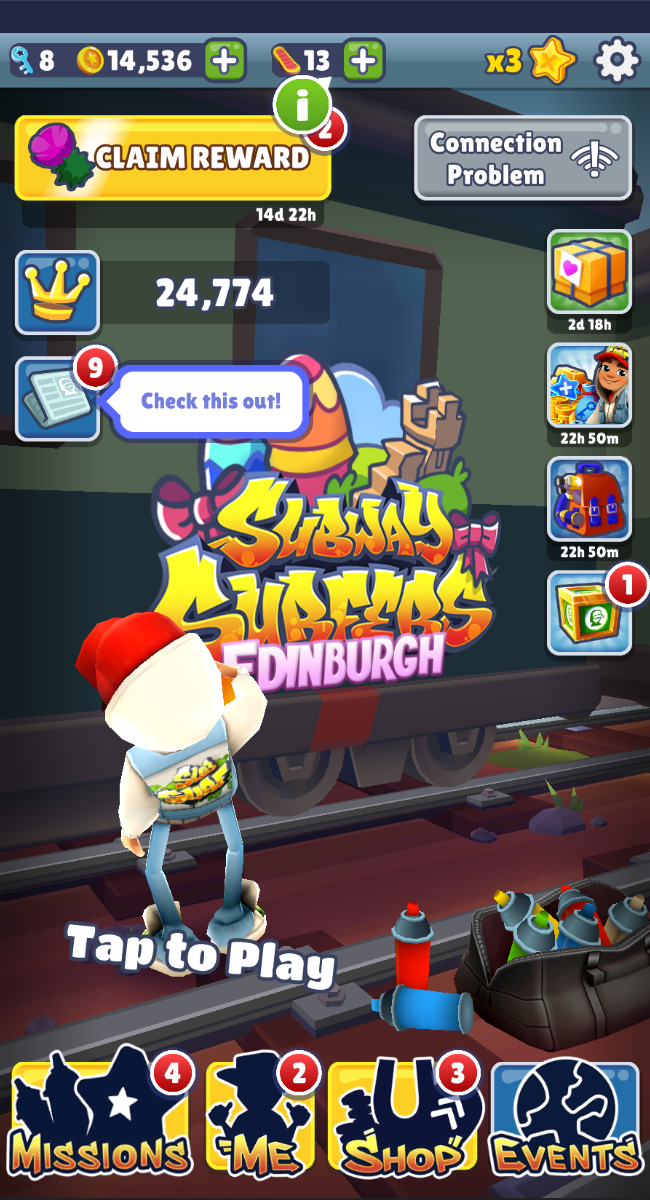 8
14,536
13
x3
i
2
CLAIM REWARD
Connection
Problem
14d 22h
24,774
2d 18h
9
Check this out!
22h 50m
22h 50m
SUBWAY
SURFERS
EDINBURGH
1
SUB
SURF
Tap to Play
4
2
3
MISSIONS
ME
SHOP
EVENTS